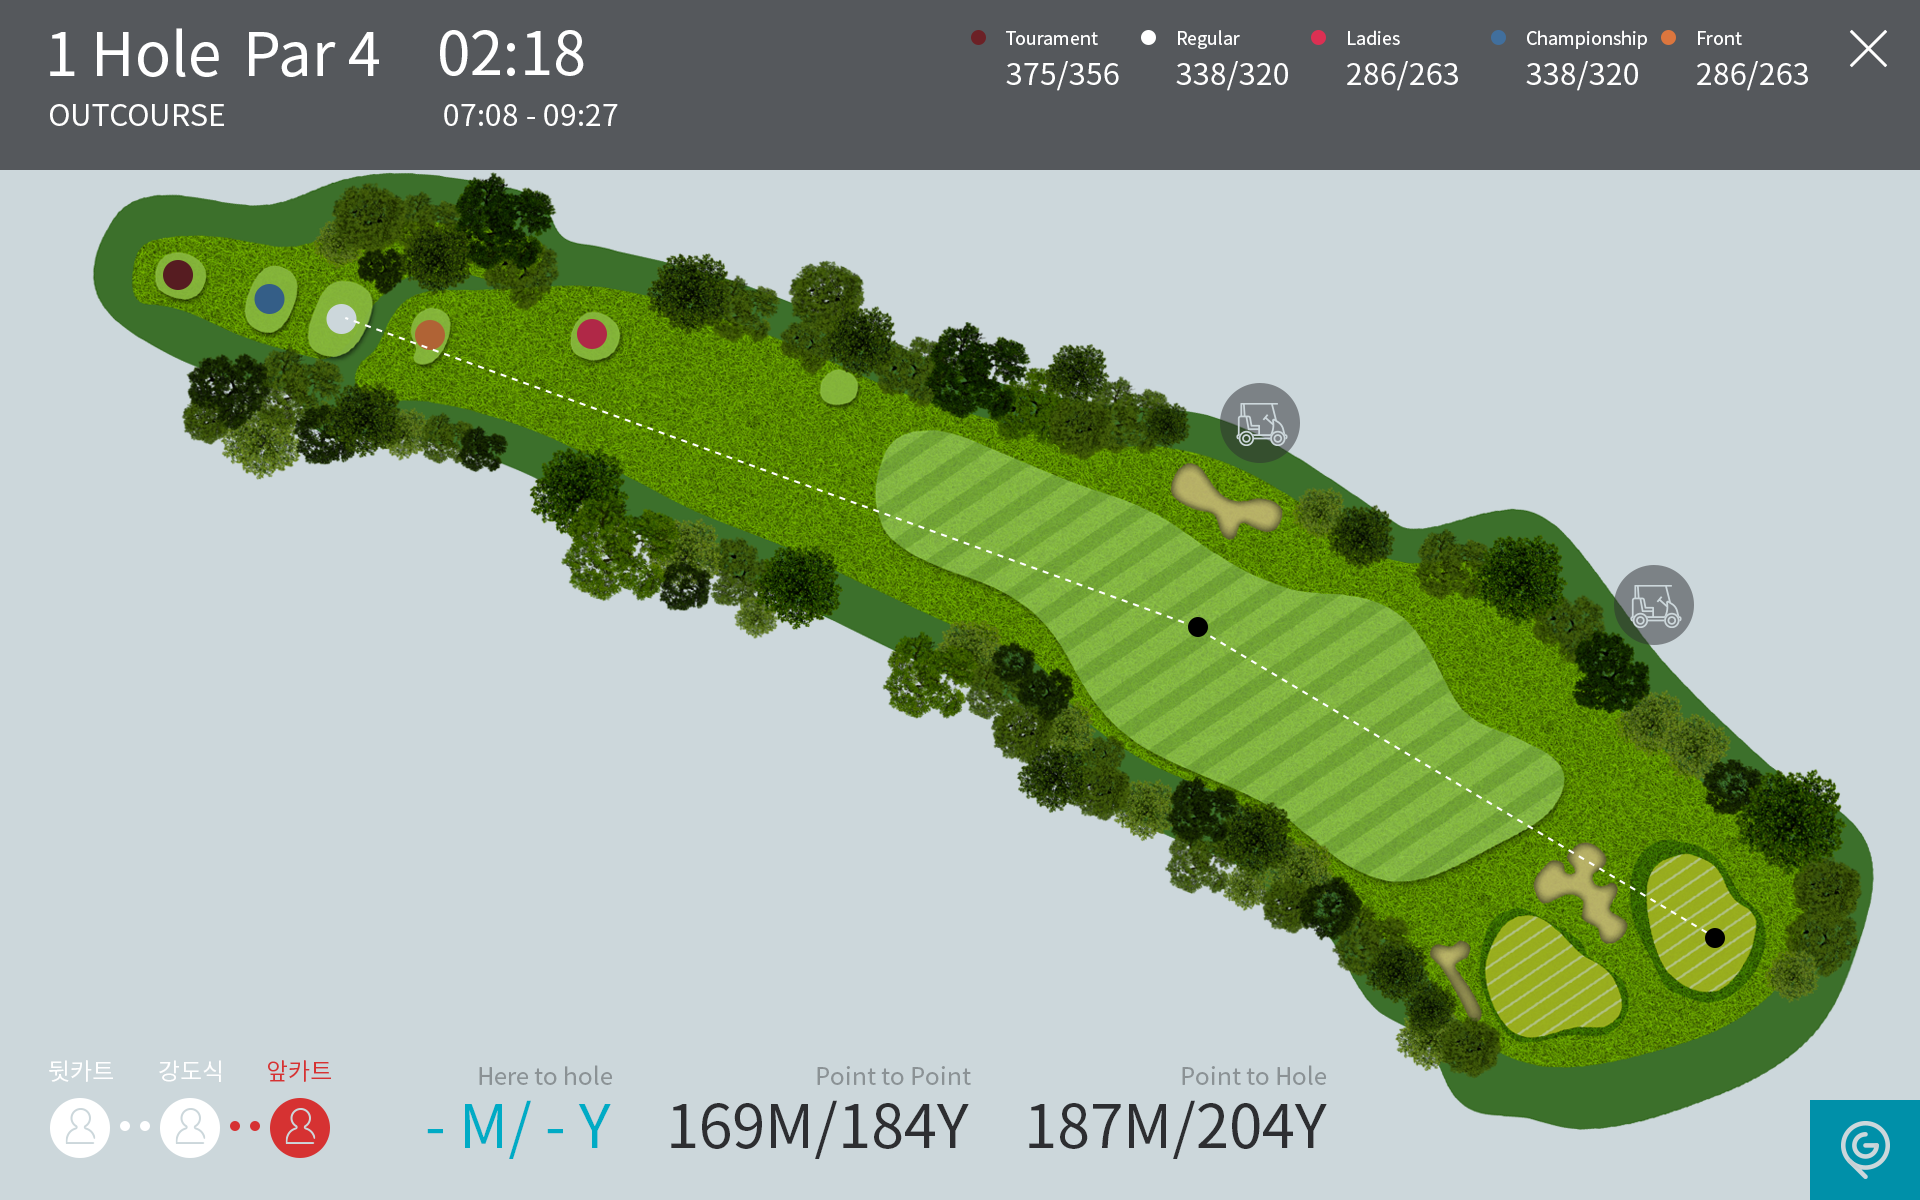 1 Hole Par 4
OUTCOURSE
02:18
07:08 - 09:27
Tourament
375/356
Regular
338/320
Ladies
286/263
Championship
338/320
Front
286/263
뒷카트
강도식
앞카트
Here to hole
- M/ - Y
Point to Point
169M/184Y
Point to Hole
187M/204Y
G